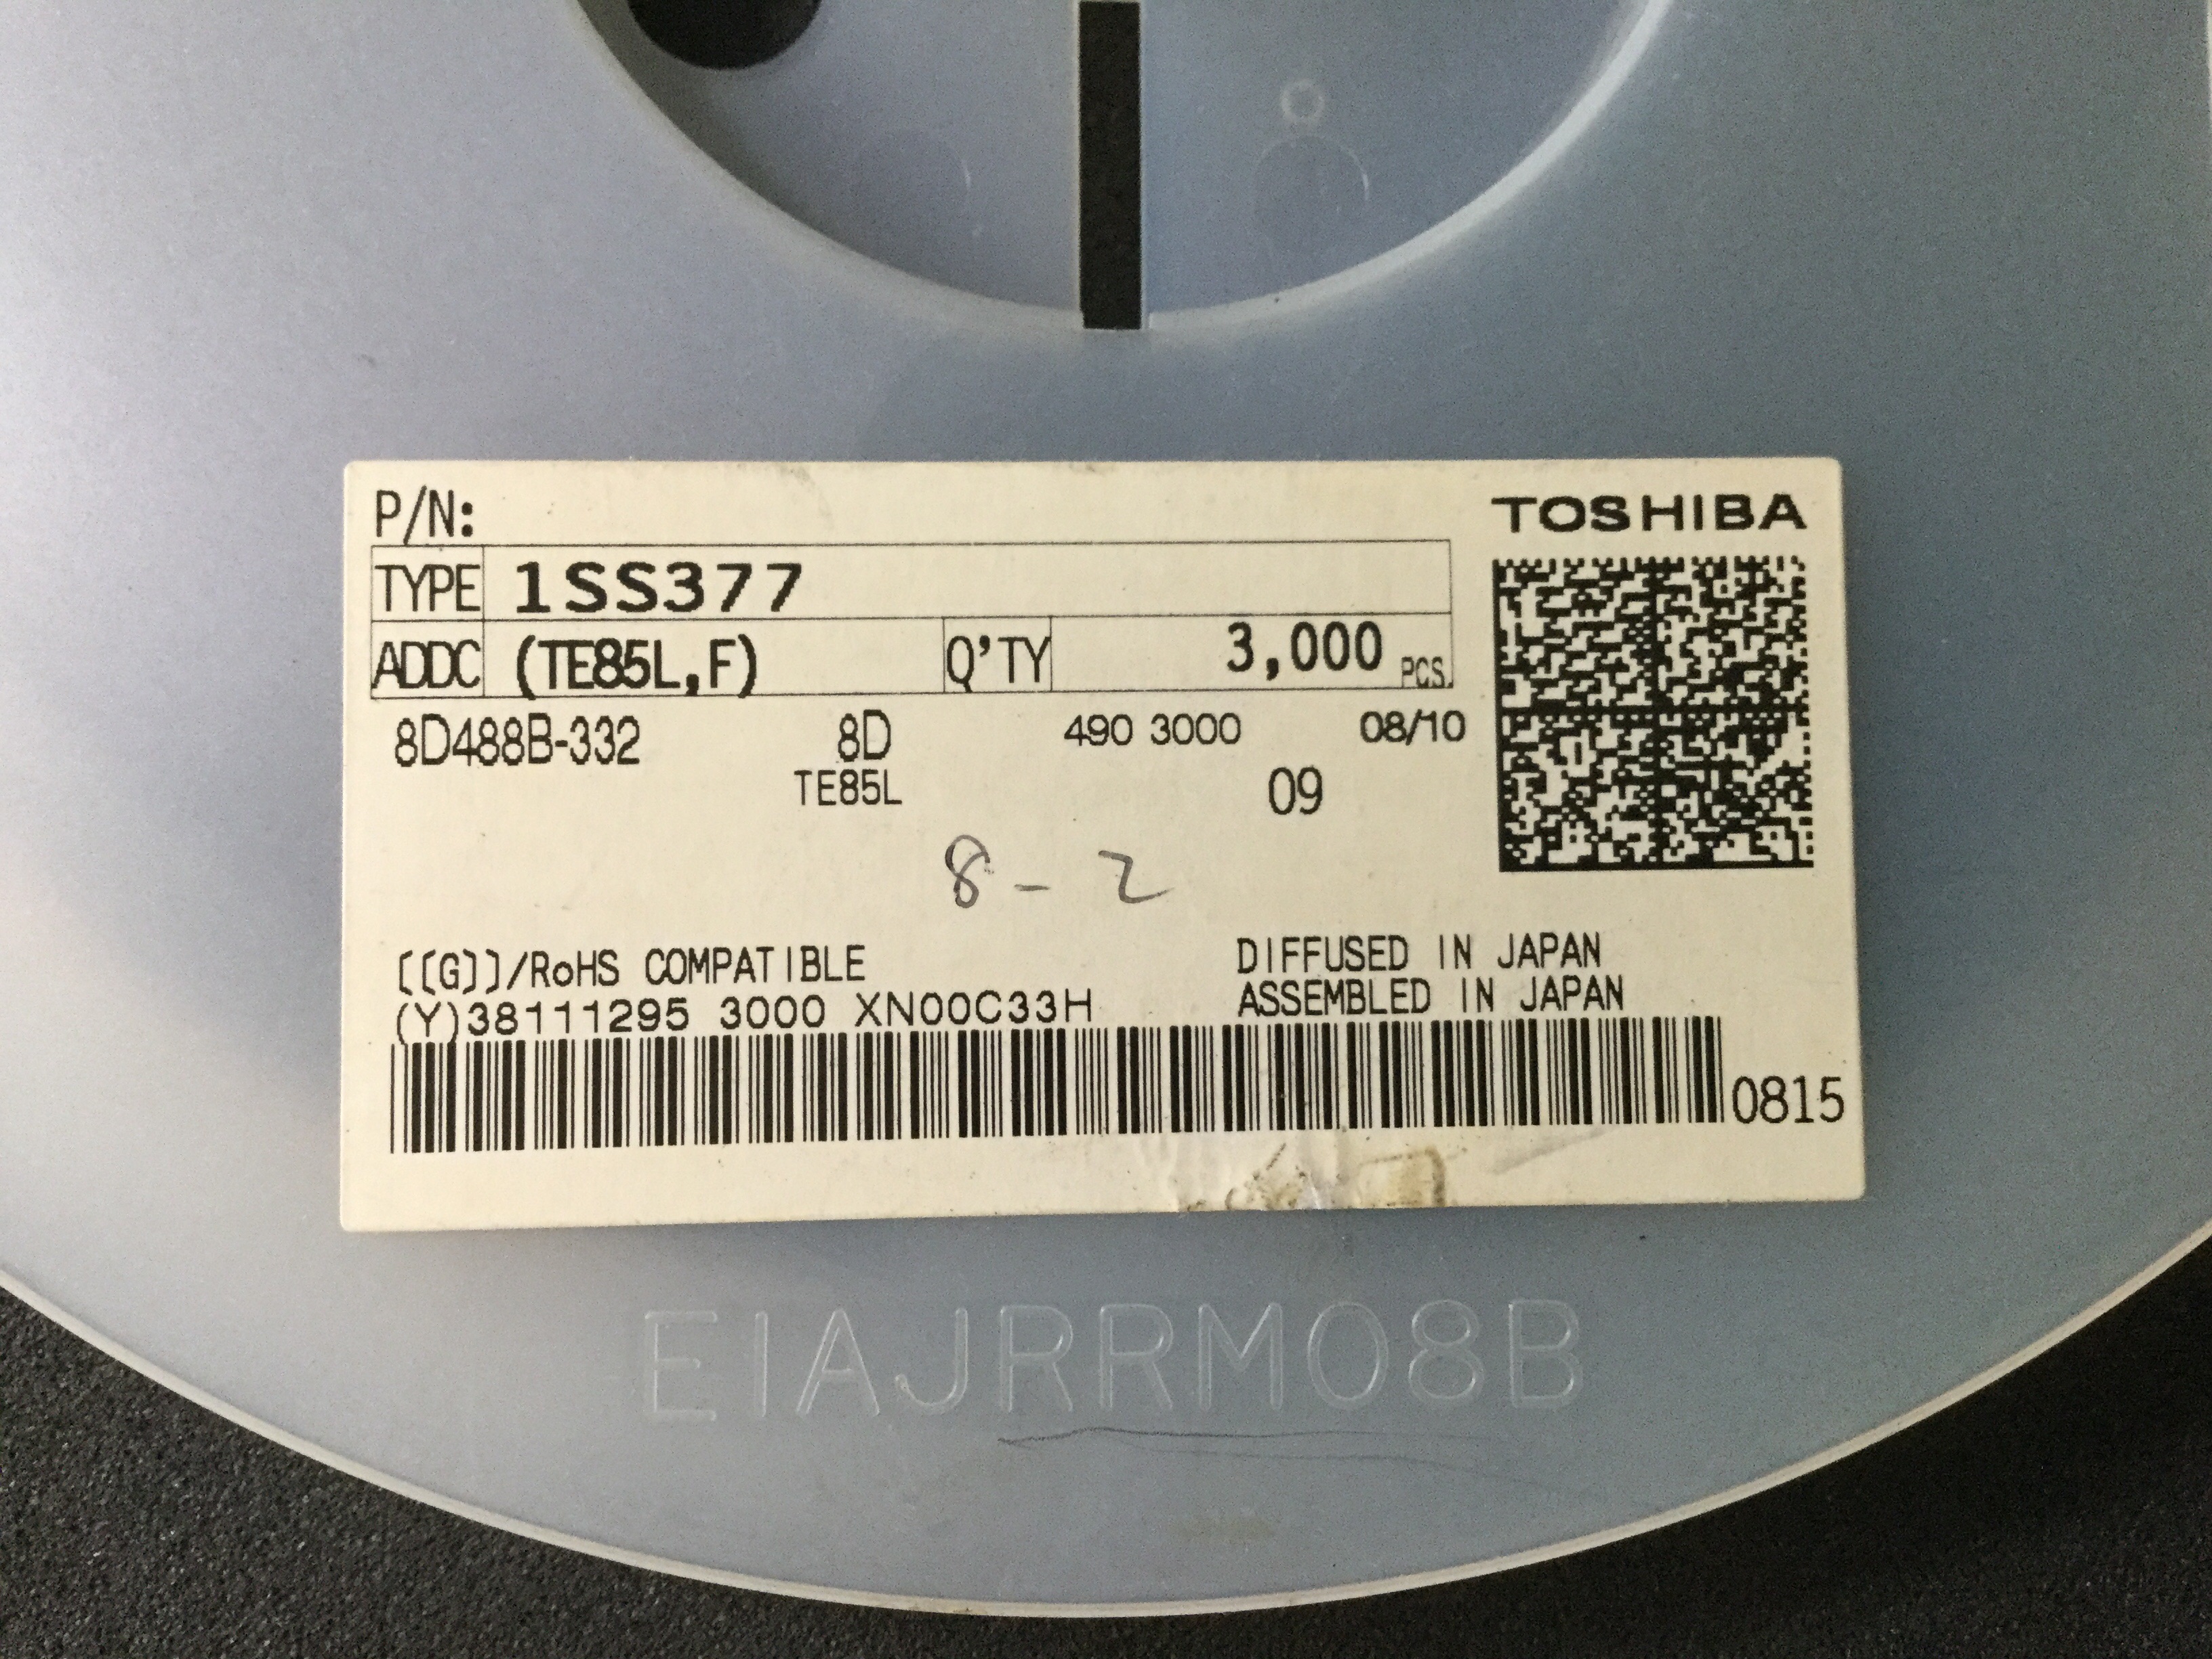 P/N:
TOSHIBA
TYPE 1SS377
ADDC (TE85L,F) Q'TY 3,000 PCS.
8D488B-332 8D 490 3000 08/10
TE85L 09
8-2
[[G]]/RoHS COMPATIBLE
DIFFUSED IN JAPAN
ASSEMBLED IN JAPAN
(Y)38111295 3000 XN00C33H
0815
EIAJRRM08B